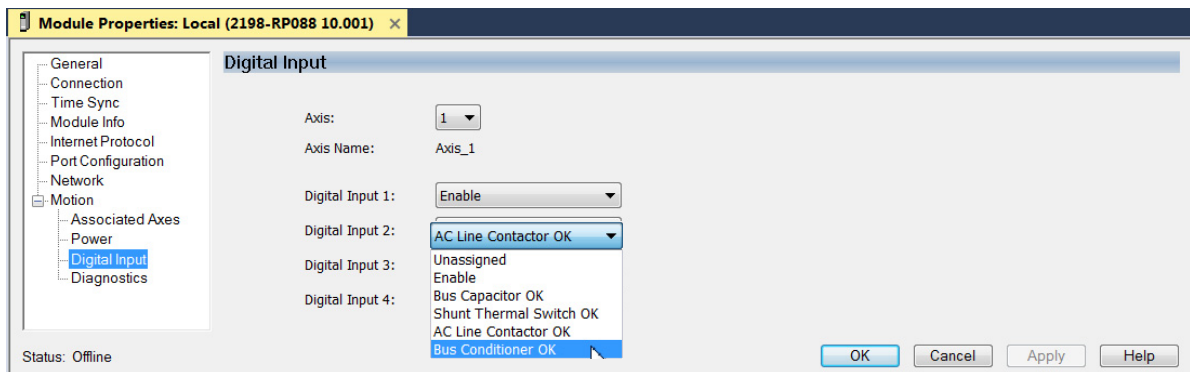 Module Properties: Local (2198-RP088 10.001) ×
General
Connection
Time Sync
Module Info
Internet Protocol
Port Configuration
Network
Motion
Associated Axes
Power
Digital Input
Diagnostics
Status: Offline
Digital Input
Axis: 1
Axis Name: Axis_1
Digital Input 1: Enable
Digital Input 2: AC Line Contactor OK
Digital Input 3:
Digital Input 4:
Unassigned
Enable
Bus Capacitor OK
Shunt Thermal Switch OK
AC Line Contactor OK
Bus Conditioner OK
OK Cancel Apply Help